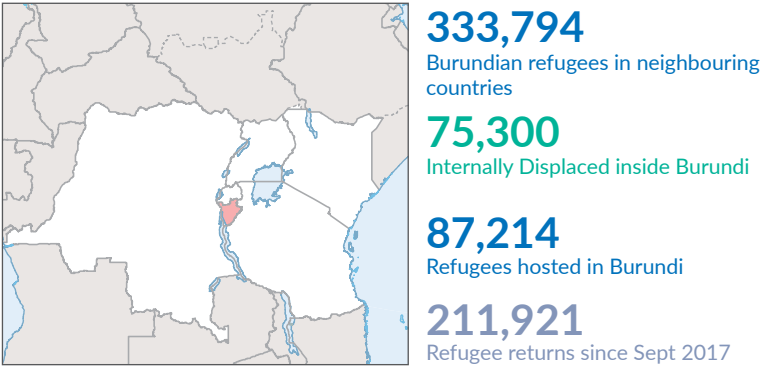 333,794
Burundian refugees in neighbouring
countries
75,300
Internally Displaced inside Burundi
87,214
Refugees hosted in Burundi
211,921
Refugee returns since Sept 2017